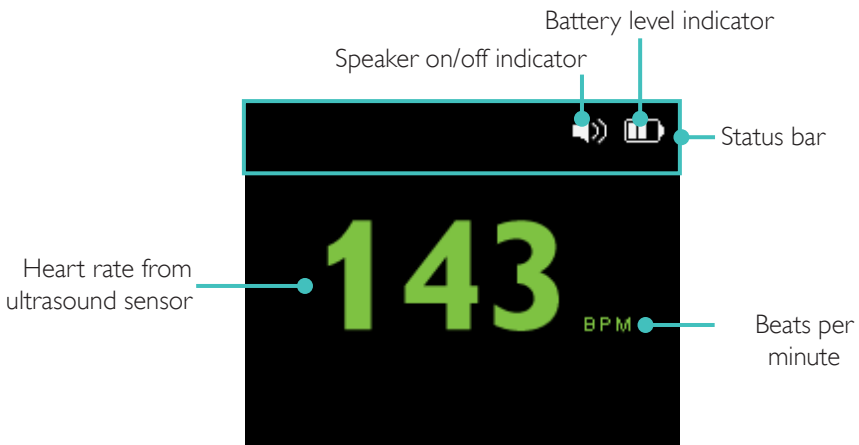 Battery level indicator
Speaker on/off indicator
Status bar
143
BPM
Heart rate from
ultrasound sensor
Beats per
minute